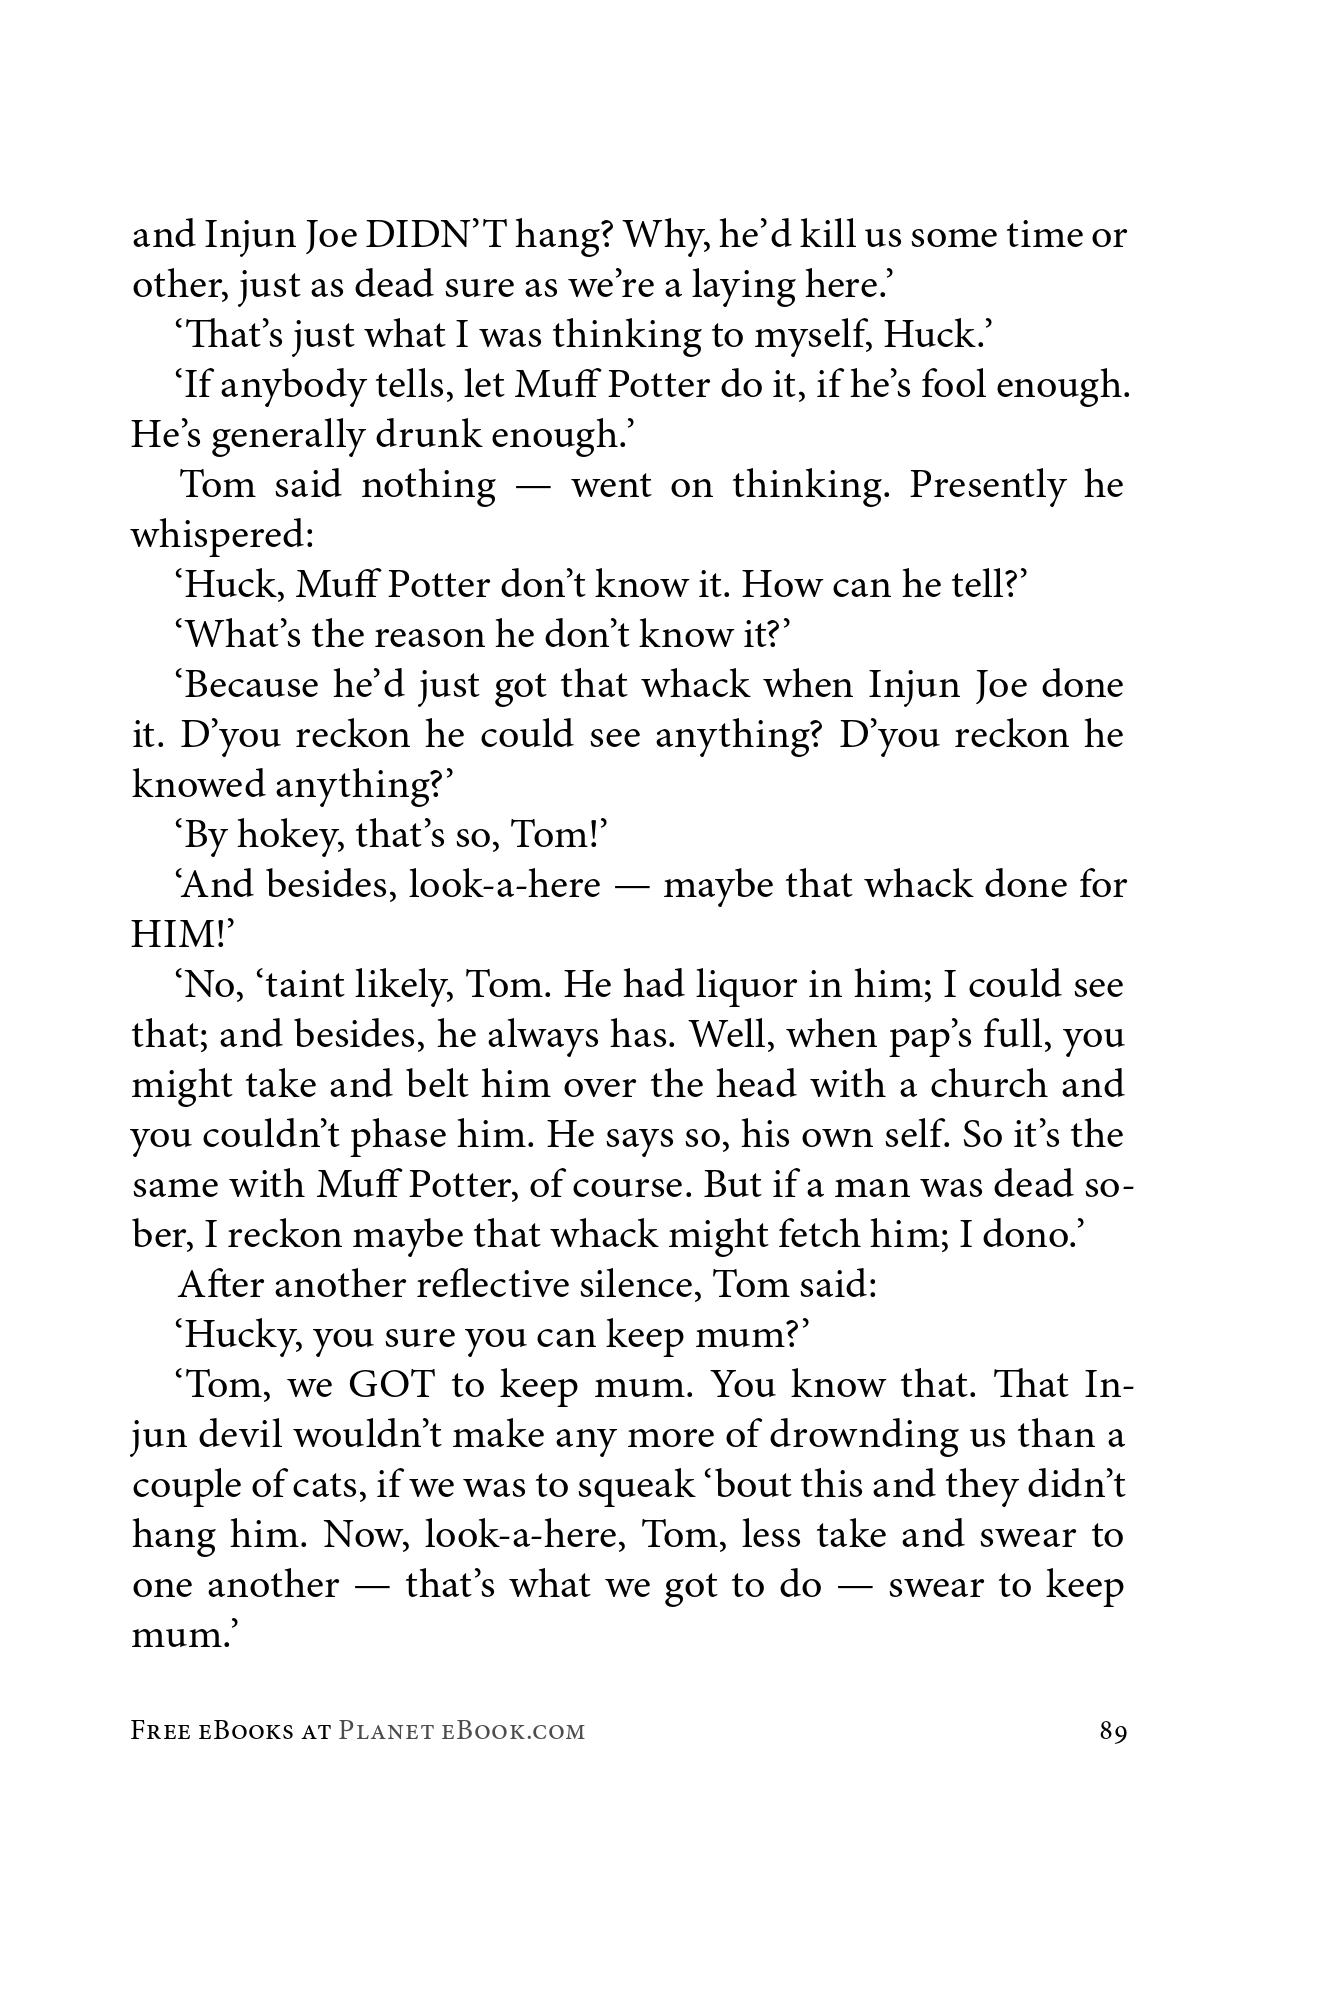 and Injun Joe DIDN’T hang? Why, he’d kill us some time or
other, just as dead sure as we’re a laying here.’
‘That’s just what I was thinking to myself, Huck.’
‘If anybody tells, let Muff Potter do it, if he’s fool enough.
He’s generally drunk enough.’
Tom said nothing — went on thinking. Presently he
whispered:
‘Huck, Muff Potter don’t know it. How can he tell?’
‘What’s the reason he don’t know it?’
‘Because he’d just got that whack when Injun Joe done
it. D’you reckon he could see anything? D’you reckon he
knowed anything?’
‘By hokey, that’s so, Tom!’
‘And besides, look-a-here — maybe that whack done for
HIM!’
‘No, ‘taint likely, Tom. He had liquor in him; I could see
that; and besides, he always has. Well, when pap’s full, you
might take and belt him over the head with a church and
you couldn’t phase him. He says so, his own self. So it’s the
same with Muff Potter, of course. But if a man was dead so-
ber, I reckon maybe that whack might fetch him; I dono.’
After another reflective silence, Tom said:
‘Hucky, you sure you can keep mum?’
‘Tom, we GOT to keep mum. You know that. That In-
jun devil wouldn’t make any more of drownding us than a
couple of cats, if we was to squeak ‘bout this and they didn’t
hang him. Now, look-a-here, Tom, less take and swear to
one another — that’s what we got to do — swear to keep
mum.’
Free eBooks at Planet eBook.com 89